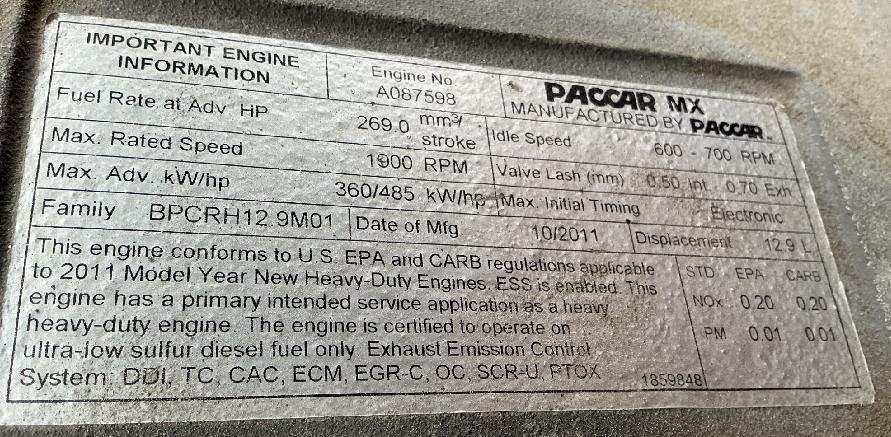 IMPORTANT ENGINE INFORMATION
Engine No. A087598
PACCAR MX
MANUFACTURED BY PACCAR
Fuel Rate at Adv HP 269.0 mm³/stroke
Idle Speed 600 - 700 RPM
Max. Rated Speed 1900 RPM
Valve Lash (mm) 0.50 Int. 0.70 Exh
Max. Adv. kW/hp 360/485 kW/hp
Max. Initial Timing Electronic
Family BPCRH12.9M01
Date of Mfg 10/2011
Displacement 12.9 L
This engine conforms to U.S. EPA and CARB regulations applicable
to 2011 Model Year New Heavy-Duty Engines. ESS is enabled. This
engine has a primary intended service application as a heavy
heavy-duty engine. The engine is certified to operate on
ultra-low sulfur diesel fuel only. Exhaust Emission Control
System: DDI, TC, CAC, ECM, EGR-C, OC, SCR-U, PTOX
STD EPA CARB
NOx 0.20 0.20
PM 0.01 0.01
1859848